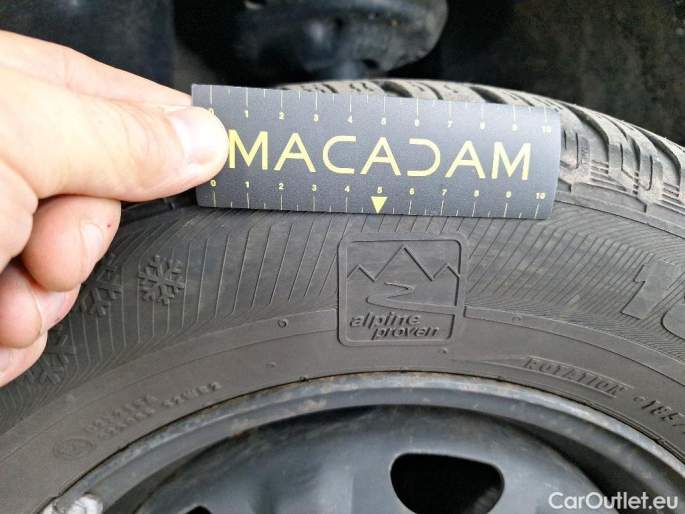 0 1 2 3 4 5 6 7 8 9 10
MACADAM
0 1 2 3 4 5 6 7 8 9 10
alpine
proven
ROTATION
CarOutlet.eu